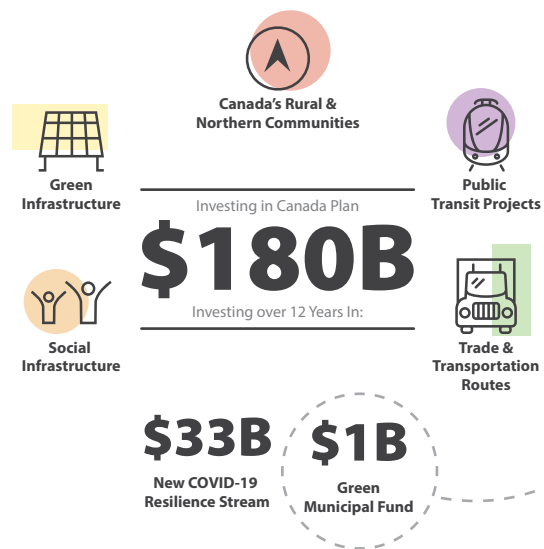 Canada's Rural &
Northern Communities
Green
Infrastructure
Public
Transit Projects
Investing in Canada Plan
$180B
Investing over 12 Years In:
Social
Infrastructure
Trade &
Transportation
Routes
$33B
New COVID-19
Resilience Stream
$1B
Green
Municipal Fund